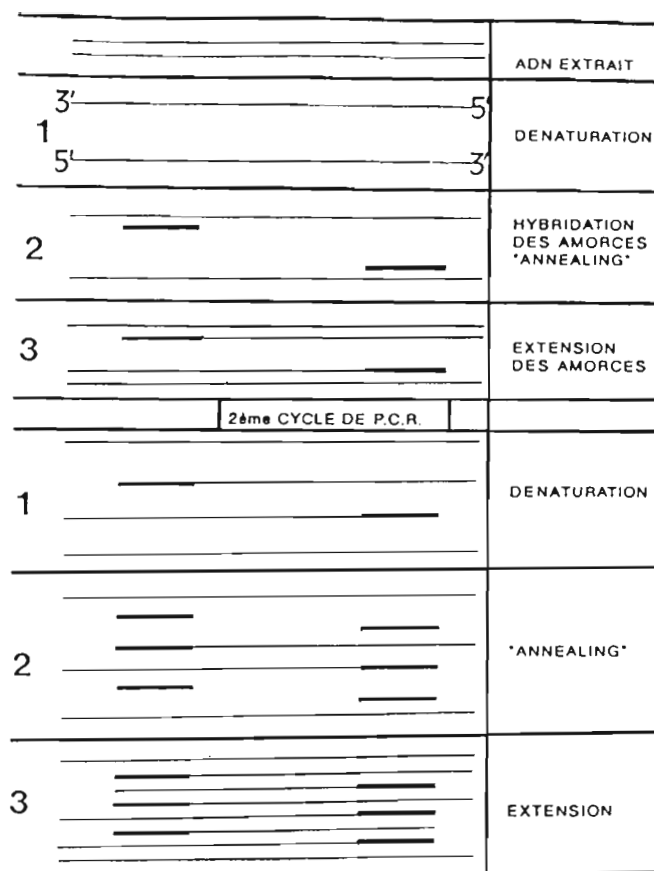 ADN EXTRAIT
3' 5'
1
DENATURATION
5' 3'
2
HYBRIDATION
DES AMORCES
"ANNEALING"
3
EXTENSION
DES AMORCES
2ème CYCLE DE P.C.R.
1
DENATURATION
2
"ANNEALING"
3
EXTENSION